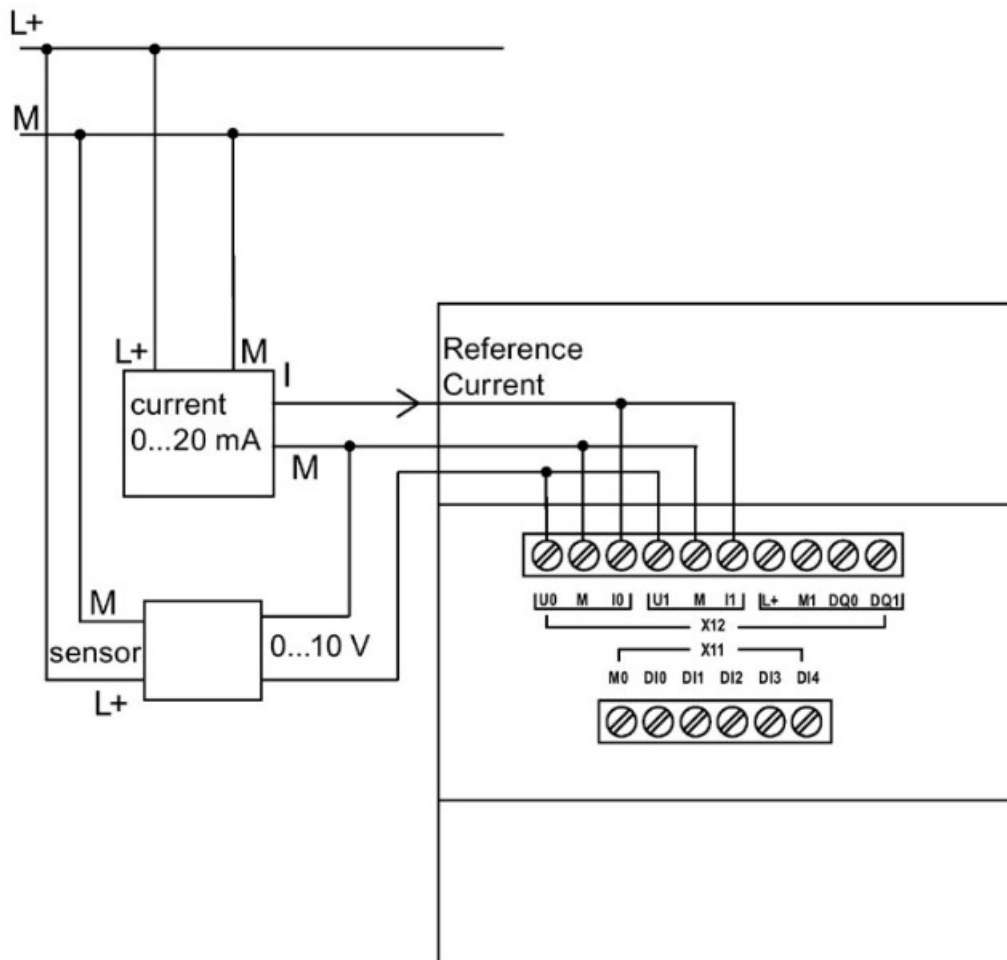 L+
M
L+
M
I
current
0...20 mA
M
Reference
Current
M
sensor
L+
0...10 V
U0 M I0 U1 M I1 L+ M1 DQ0 DQ1
X12
X11
M0 DI0 DI1 DI2 DI3 DI4